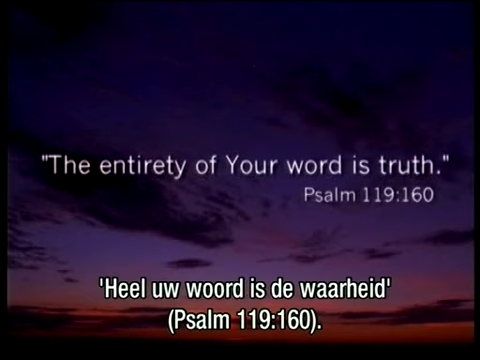 "The entirety of Your word is truth."
Psalm 119:160
'Heel uw woord is de waarheid'
(Psalm 119:160).